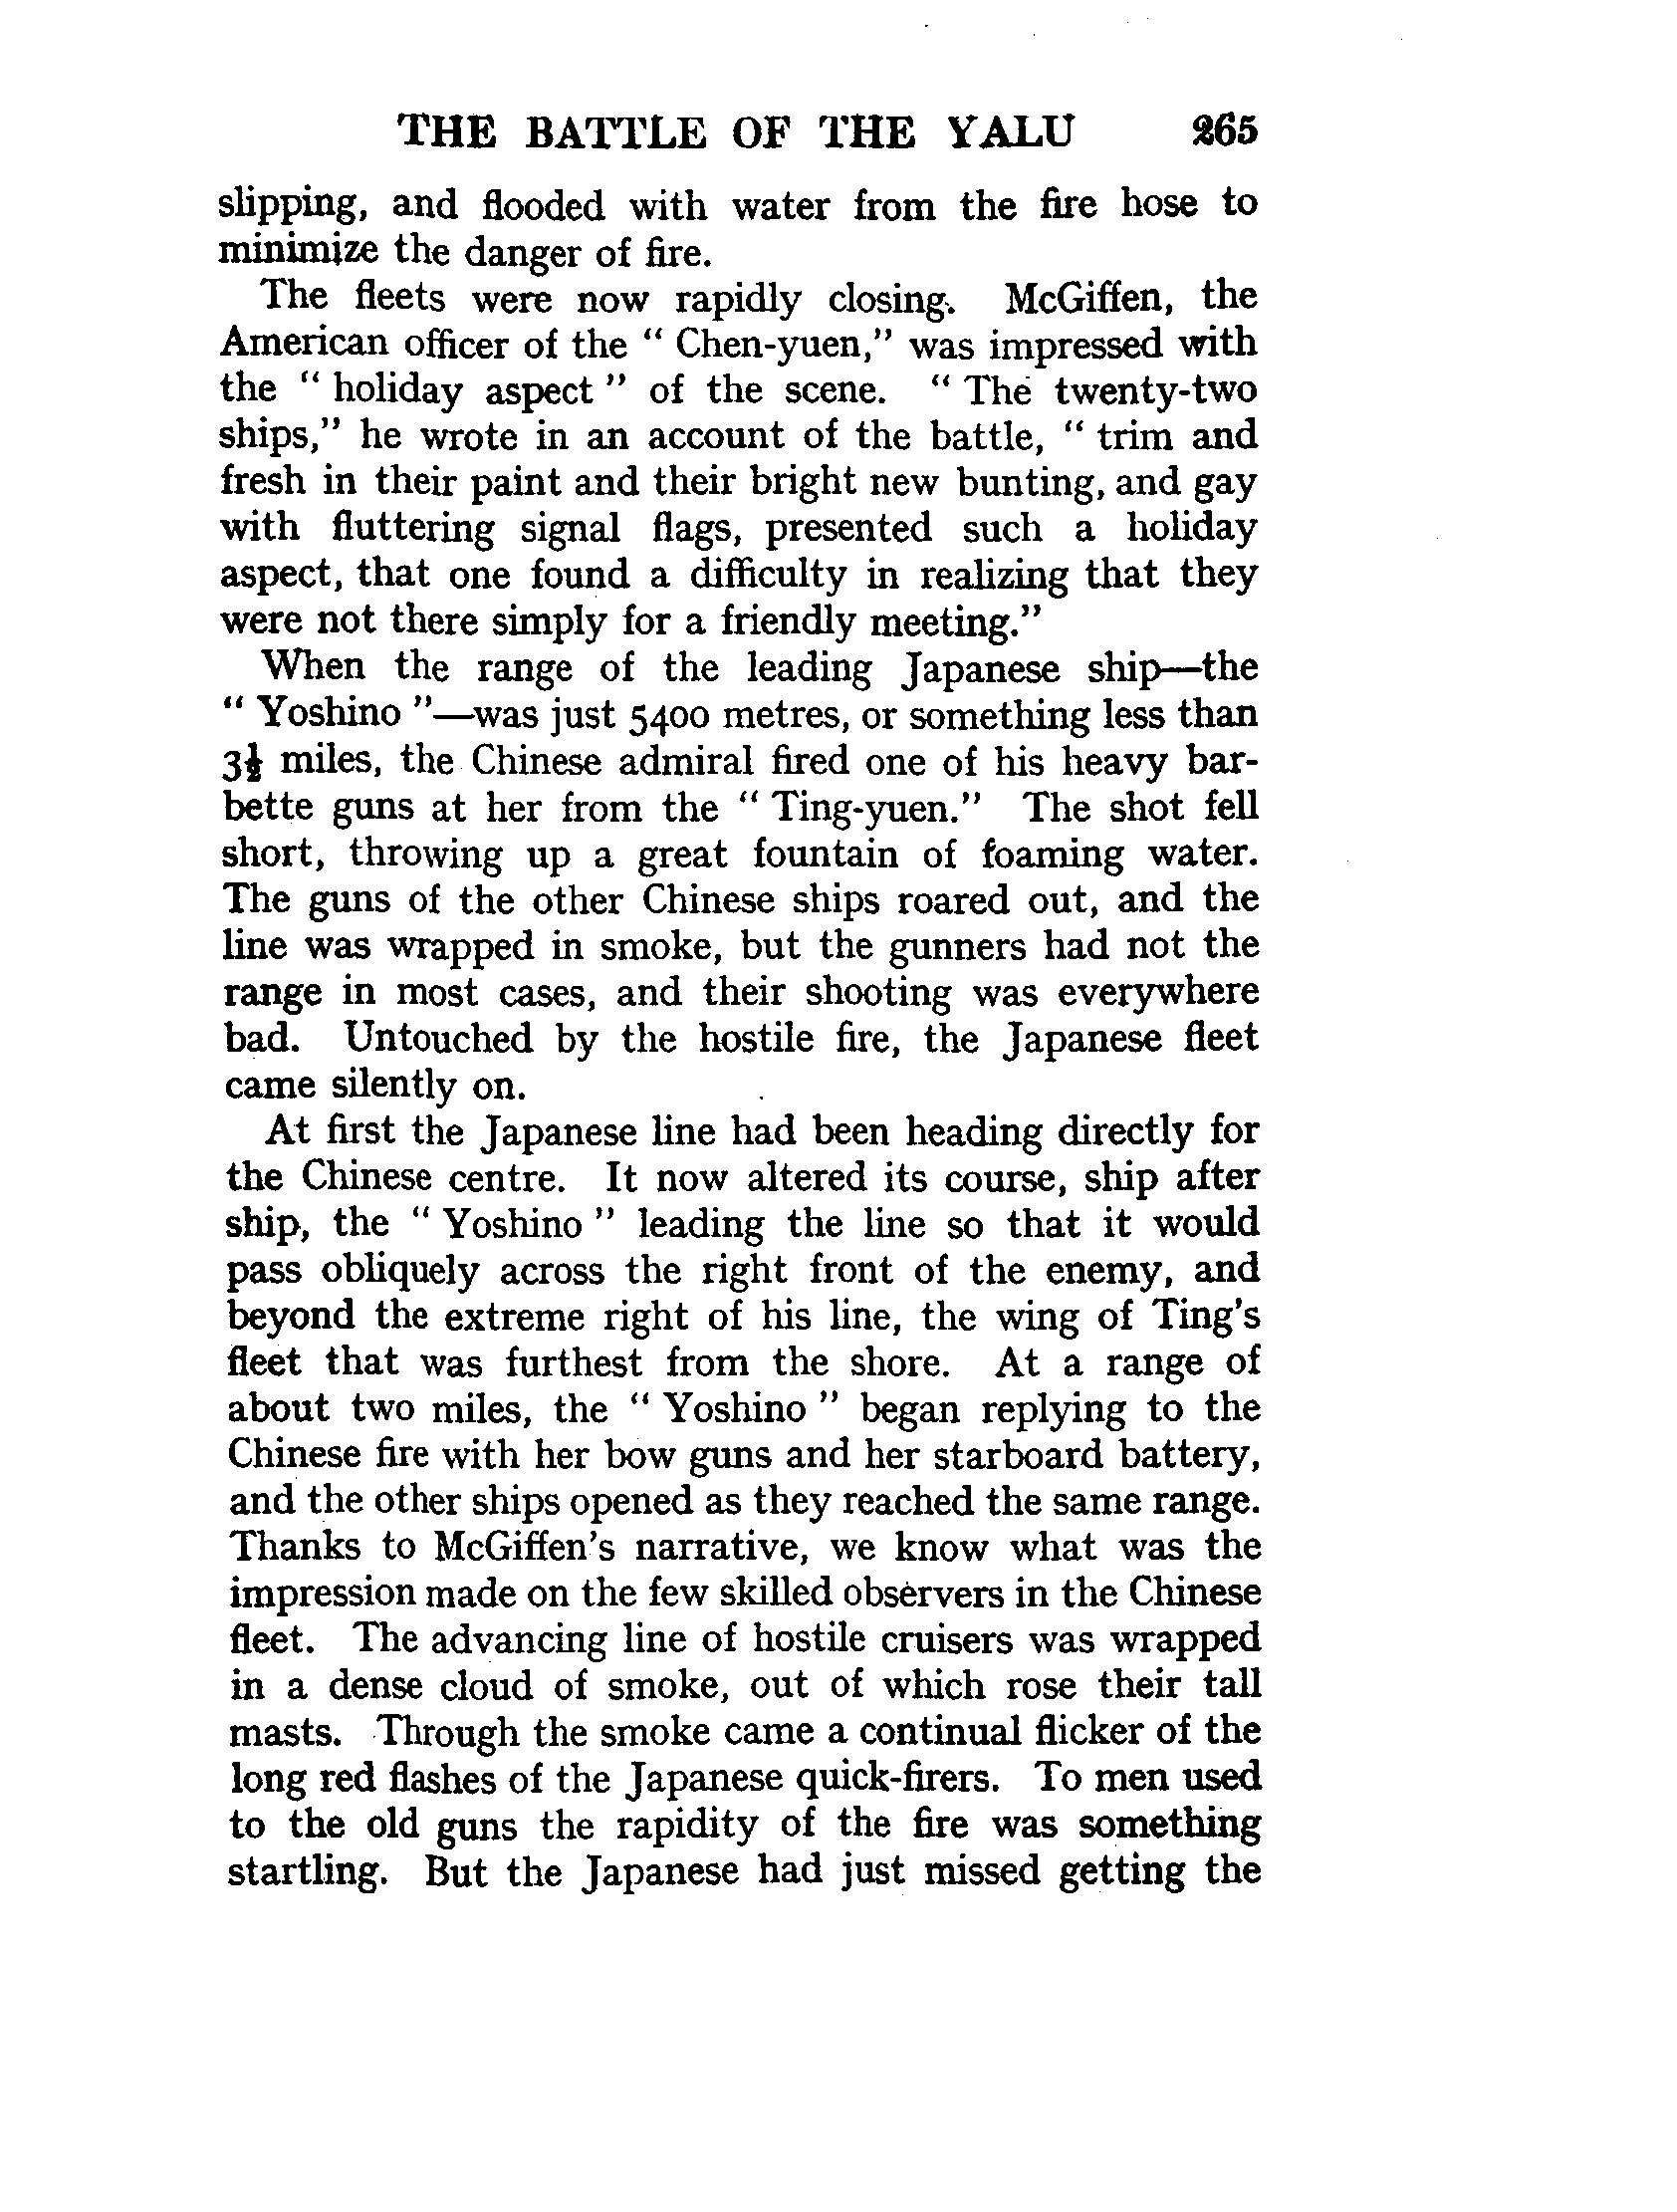 THE BATTLE OF THE YALU 265
slipping, and flooded with water from the fire hose to
minimize the danger of fire.
The fleets were now rapidly closing. McGiffen, the
American officer of the " Chen-yuen," was impressed with
the " holiday aspect " of the scene. " The twenty-two
ships," he wrote in an account of the battle, " trim and
fresh in their paint and their bright new bunting, and gay
with fluttering signal flags, presented such a holiday
aspect, that one found a difficulty in realizing that they
were not there simply for a friendly meeting."
When the range of the leading Japanese ship—the
" Yoshino "—was just 5400 metres, or something less than
3½ miles, the Chinese admiral fired one of his heavy bar-
bette guns at her from the " Ting-yuen." The shot fell
short, throwing up a great fountain of foaming water.
The guns of the other Chinese ships roared out, and the
line was wrapped in smoke, but the gunners had not the
range in most cases, and their shooting was everywhere
bad. Untouched by the hostile fire, the Japanese fleet
came silently on.
At first the Japanese line had been heading directly for
the Chinese centre. It now altered its course, ship after
ship, the " Yoshino " leading the line so that it would
pass obliquely across the right front of the enemy, and
beyond the extreme right of his line, the wing of Ting's
fleet that was furthest from the shore. At a range of
about two miles, the " Yoshino " began replying to the
Chinese fire with her bow guns and her starboard battery,
and the other ships opened as they reached the same range.
Thanks to McGiffen's narrative, we know what was the
impression made on the few skilled observers in the Chinese
fleet. The advancing line of hostile cruisers was wrapped
in a dense cloud of smoke, out of which rose their tall
masts. Through the smoke came a continual flicker of the
long red flashes of the Japanese quick-firers. To men used
to the old guns the rapidity of the fire was something
startling. But the Japanese had just missed getting the